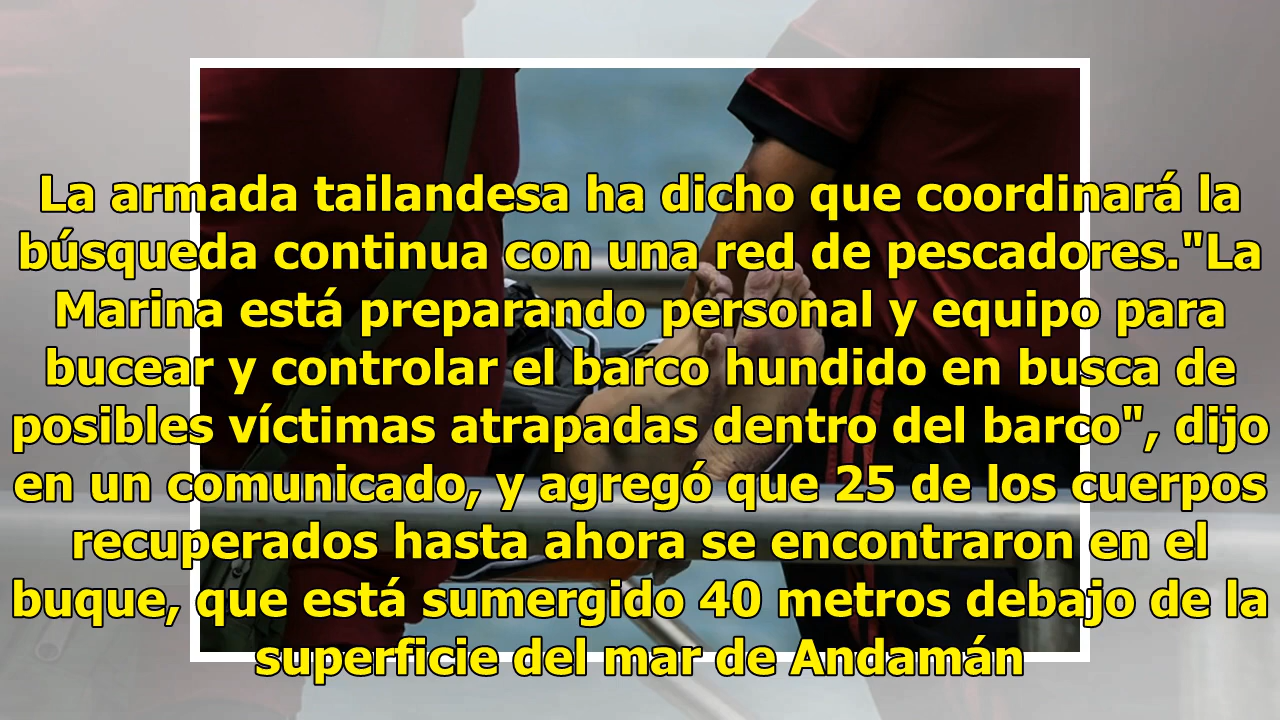 La armada tailandesa ha dicho que coordinará la
búsqueda continua con una red de pescadores."La
Marina está preparando personal y equipo para
bucear y controlar el barco hundido en busca de
posibles víctimas atrapadas dentro del barco", dijo
en un comunicado, y agregó que 25 de los cuerpos
recuperados hasta ahora se encontraron en el
buque, que está sumergido 40 metros debajo de la
superficie del mar de Andamán